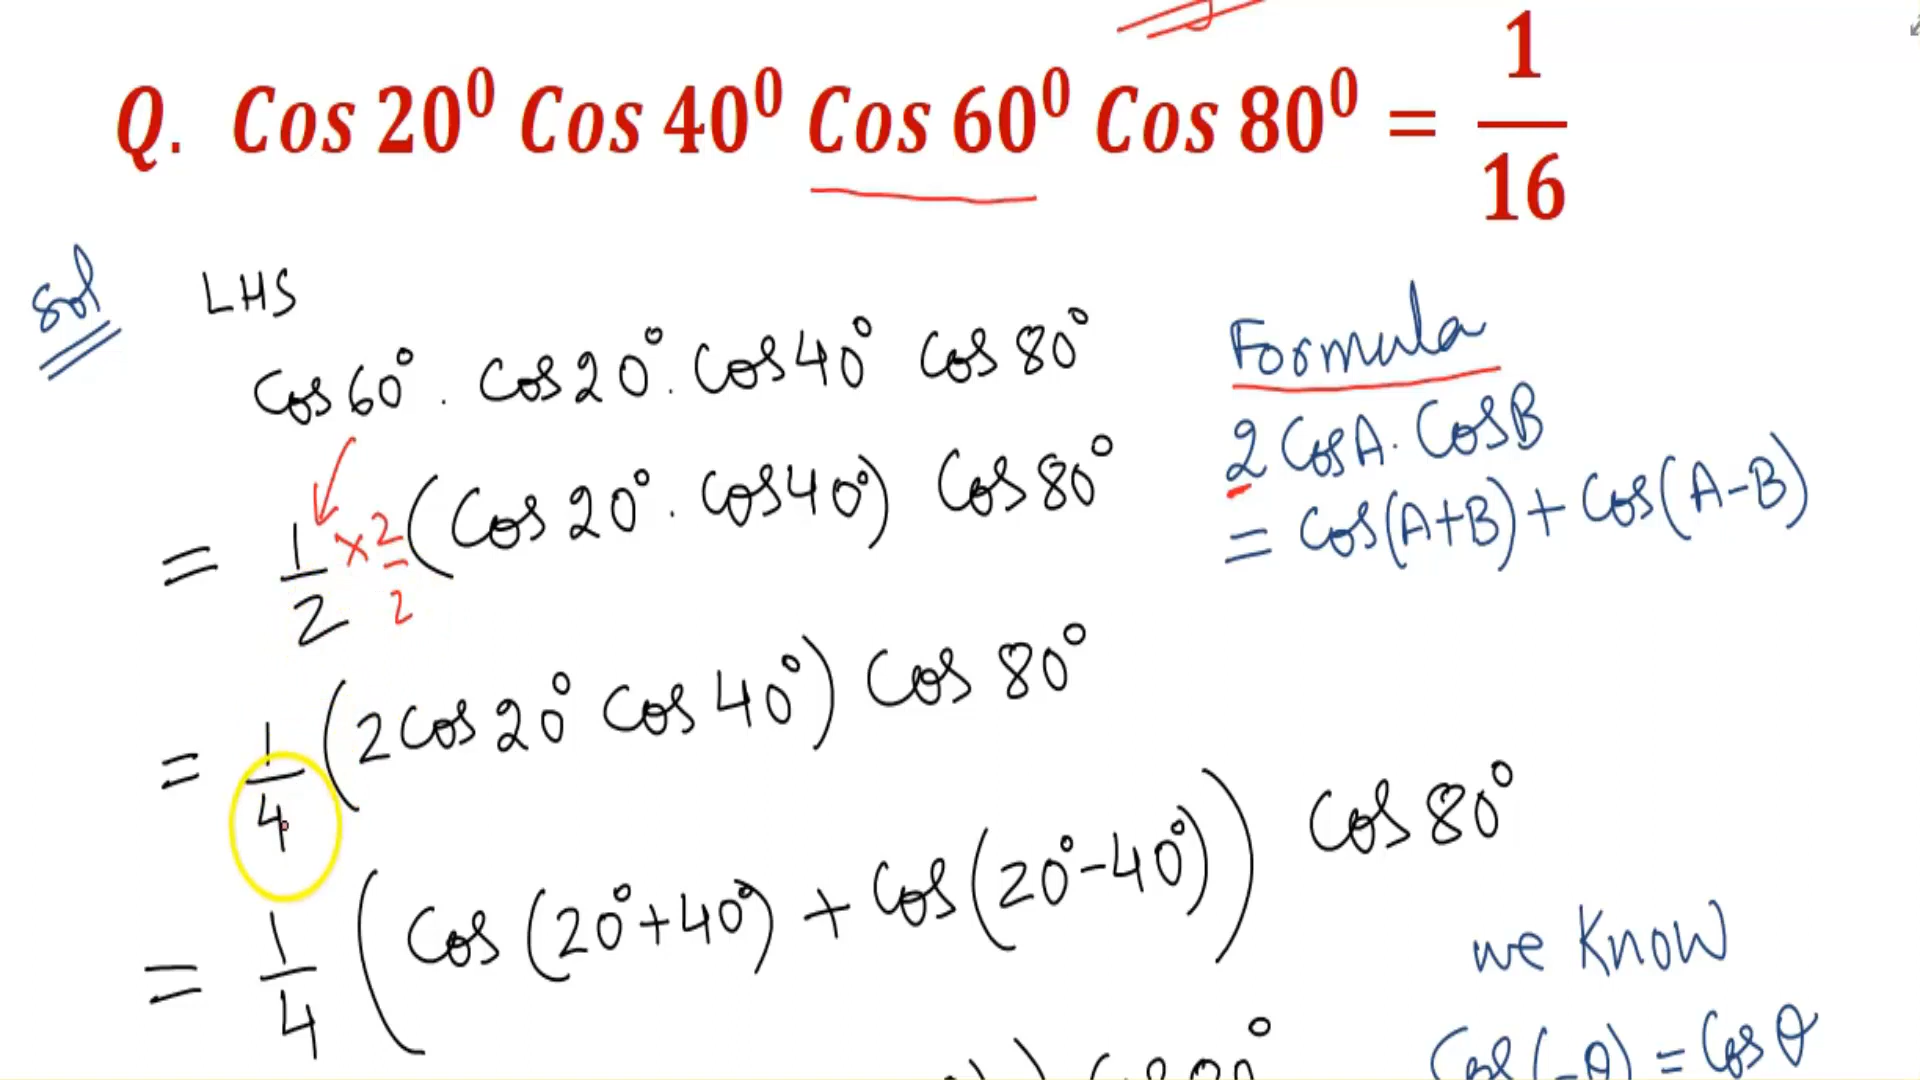 Q. Cos 20⁰ Cos 40⁰ Cos 60⁰ Cos 80⁰ = 1/16
Sol
LHS
Cos 60° . Cos 20° . Cos 40° Cos 80°
= 1/2 × 2/2 (Cos 20° . Cos 40°) Cos 80°
= 1/4 (2 Cos 20° Cos 40°) Cos 80°
= 1/4 (Cos (20° + 40°) + Cos (20° - 40°)) Cos 80°
Formula
2 Cos A . Cos B
= Cos (A+B) + Cos (A-B)
we know
Cos (-θ) = Cos θ